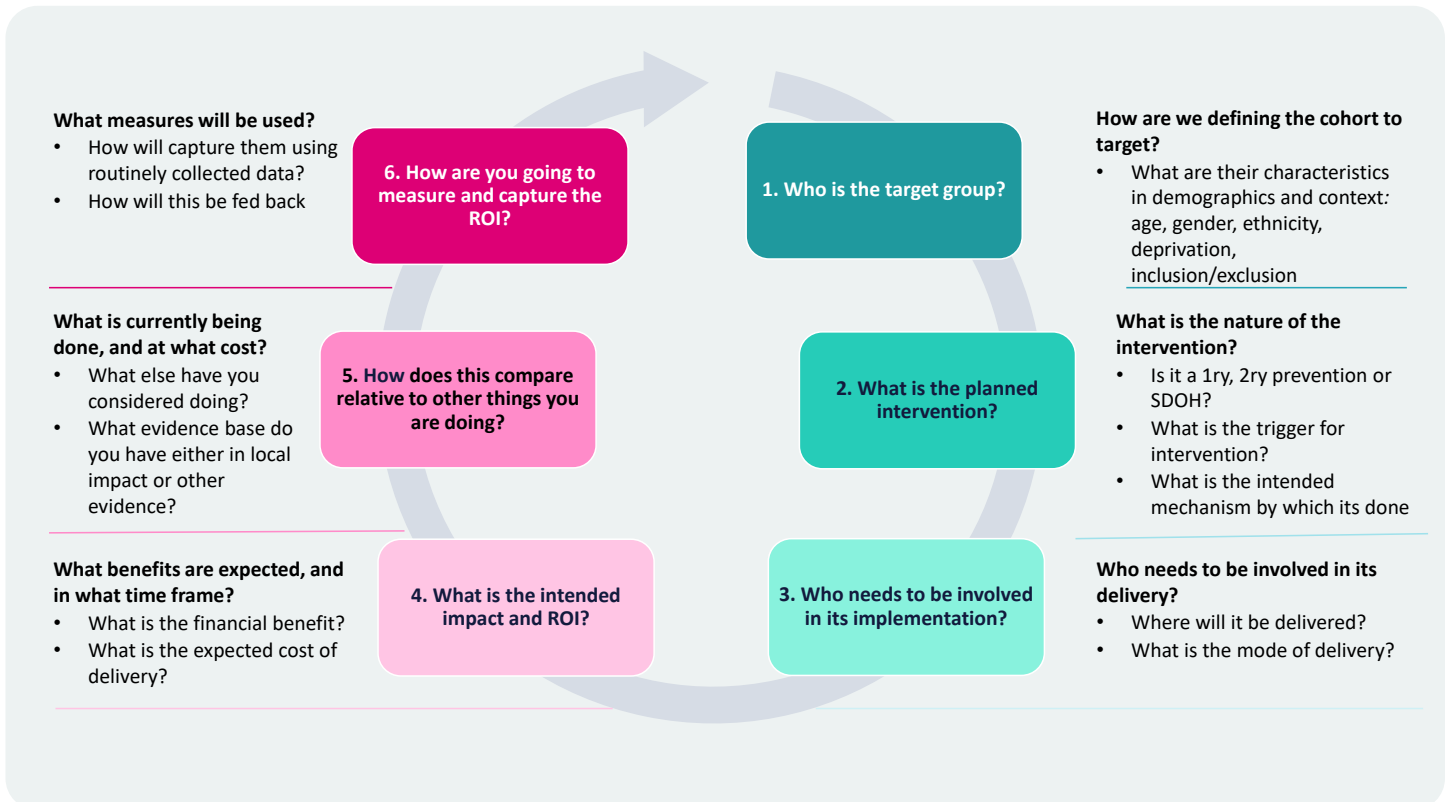 1. Who is the target group?
How are we defining the cohort to
target?
• What are their characteristics
in demographics and context:
age, gender, ethnicity,
deprivation,
inclusion/exclusion
2. What is the planned
intervention?
What is the nature of the
intervention?
• Is it a 1ry, 2ry prevention or
SDOH?
• What is the trigger for
intervention?
• What is the intended
mechanism by which its done
3. Who needs to be involved
in its implementation?
Who needs to be involved in its
delivery?
• Where will it be delivered?
• What is the mode of delivery?
4. What is the intended
impact and ROI?
What benefits are expected, and
in what time frame?
• What is the financial benefit?
• What is the expected cost of
delivery?
5. How does this compare
relative to other things you
are doing?
What is currently being
done, and at what cost?
• What else have you
considered doing?
• What evidence base do
you have either in local
impact or other
evidence?
6. How are you going to
measure and capture the
ROI?
What measures will be used?
• How will capture them using
routinely collected data?
• How will this be fed back